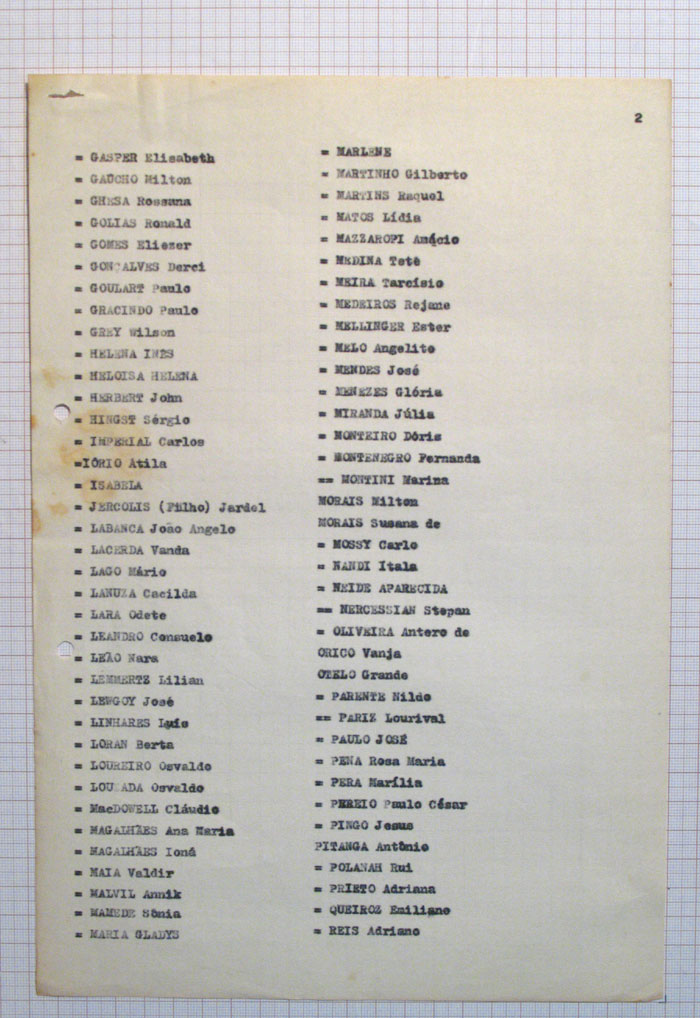 2
= GASPER Elisabeth
= GAÚCHO Milton
= GHESA Rossana
= GOLIAS Ronald
= GOMES Eliezer
= GONÇALVES Derci
= GOULART Paulo
= GRACINDO Paulo
= GREY Wilson
= HELENA INÊS
= HELOISA HELENA
= HERBERT John
= HINGST Sérgio
= IMPERIAL Carlos
=IÓRIO Atila
= ISABELA
= JERCOLIS (Filho) Jardel
= LABANCA João Angelo
= LACERDA Vanda
= LAGO Mário
= LANUZA Cacilda
= LARA Odete
= LEANDRO Consuelo
= LEÃO Nara
= LEMMERTZ Lilian
= LEWGOY José
= LINHARES Luis
= LORAN Berta
= LOUREIRO Osvaldo
= LOUZADA Osvaldo
= MacDOWELL Cláudio
= MAGALHÃES Ana Maria
= MAGALHÃES Ioná
= MAIA Valdir
= MALVIL Annik
= MAMEDE Sônia
= MARIA GLADYS
= MARLENE
= MARTINHO Gilberto
= MARTINS Raquel
= MATOS Lídia
= MAZZAROPI Amácio
= MEDINA Tetê
= MEIRA Tarcísio
= MEDEIROS Rejane
= MELLINGER Ester
= MELO Angelito
= MENDES José
= MENEZES Glória
= MIRANDA Júlia
= MONTEIRO Dóris
= MONTENEGRO Fernanda
== MONTINI Marina
MORAIS Milton
MORAIS Susana de
= MOSSY Carlo
= NANDI Itala
= NEIDE APARECIDA
== NERCESSIAN Stepan
= OLIVEIRA Antero de
ORICO Vanja
OTELO Grande
= PARENTE Nildo
== PARIZ Lourival
= PAULO JOSÉ
= PENA Rosa Maria
= PERA Marília
= PEREIO Paulo César
= PINGO Jesus
PITANGA Antônio
= POLANAH Rui
= PRIETO Adriana
= QUEIROZ Emiliano
= REIS Adriano